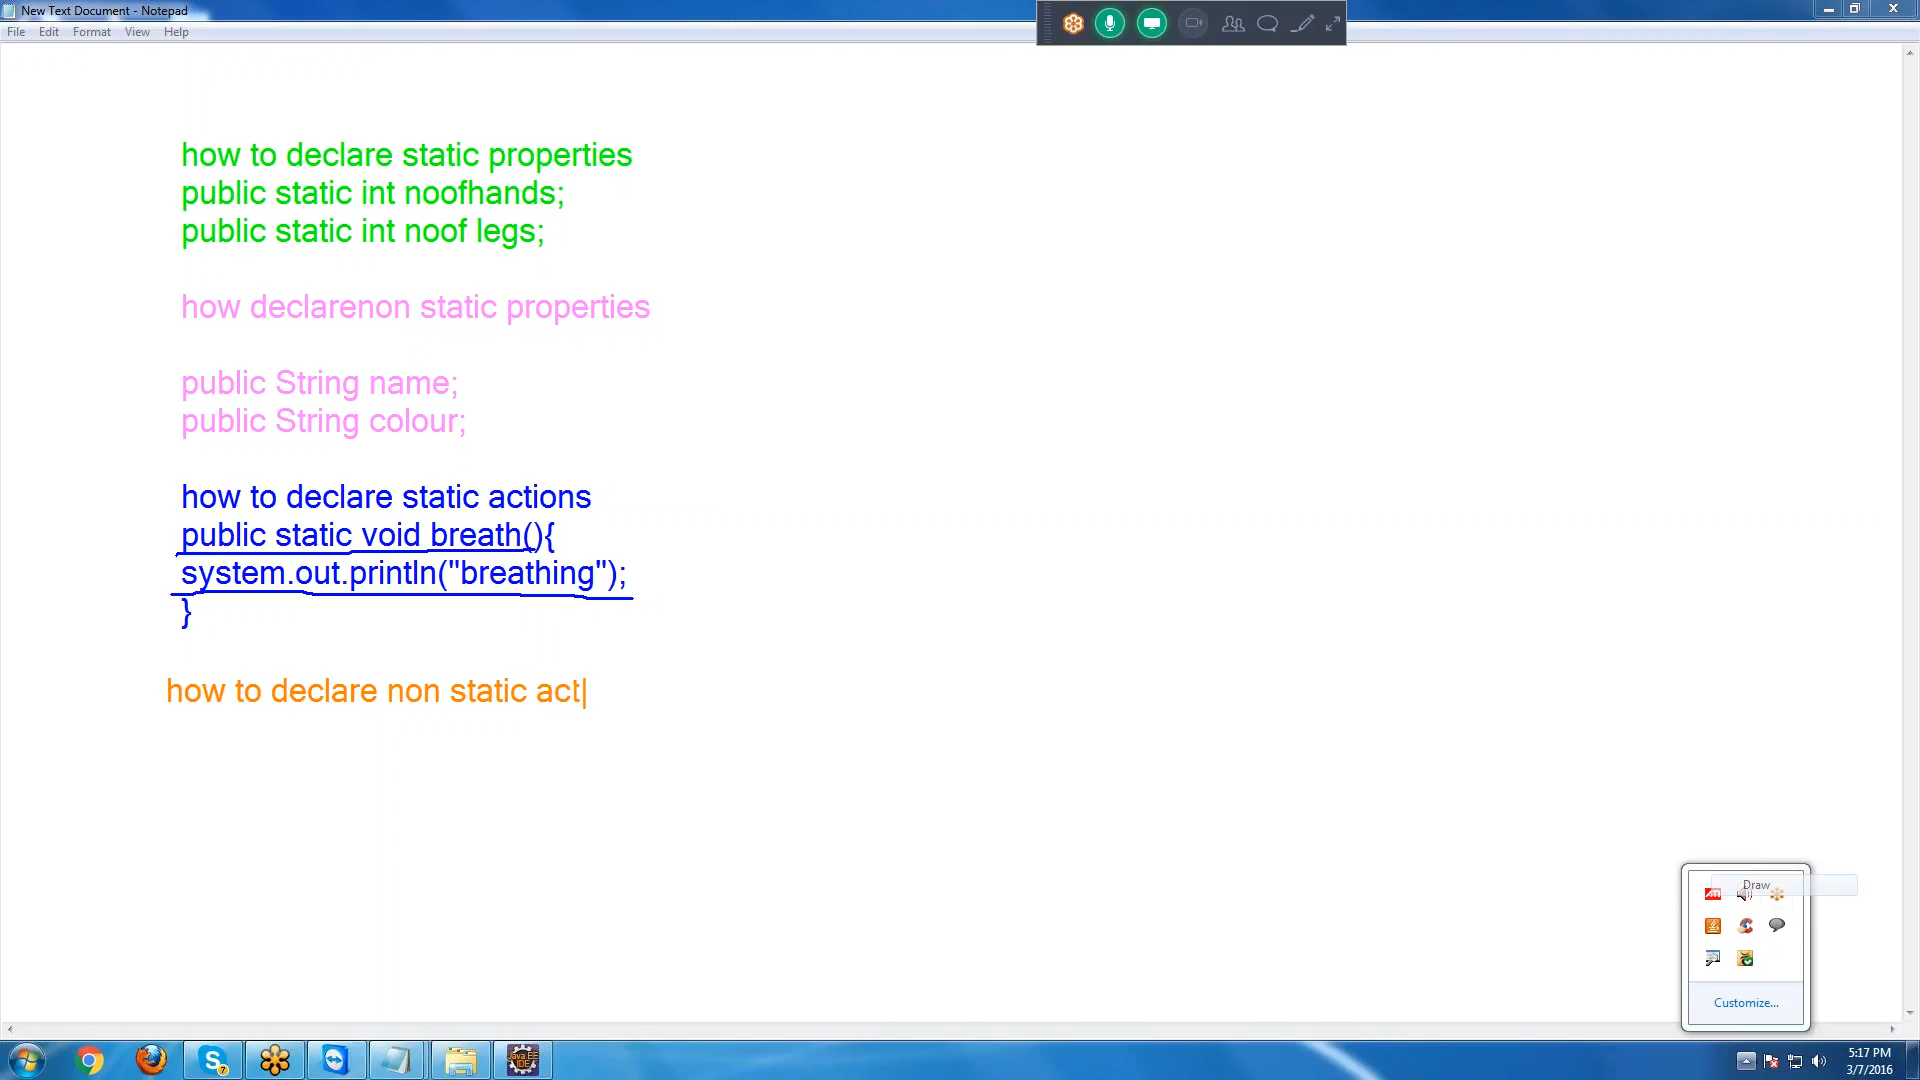 New Text Document - Notepad
File Edit Format View Help
how to declare static properties
public static int noofhands;
public static int noof legs;
how declarenon static properties
public String name;
public String colour;
how to declare static actions
public static void breath(){
system.out.println("breathing");
}
how to declare non static act
Draw
Customize...
Java EE
IDE
5:17 PM
3/7/2016